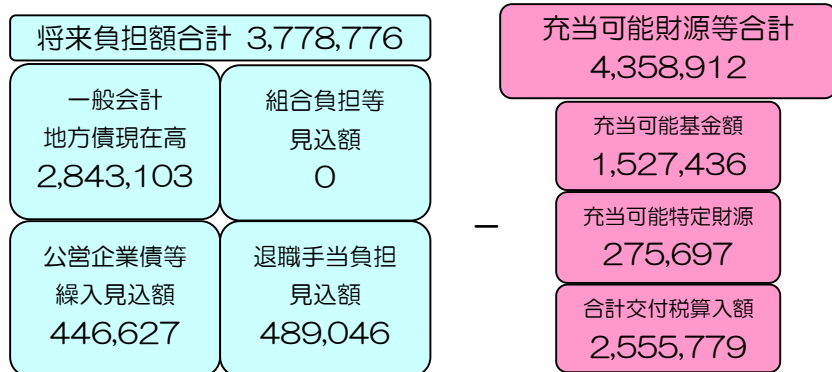 将来負担額合計 3,778,776
一般会計
地方債現在高
2,843,103
組合負担等
見込額
0
公営企業債等
繰入見込額
446,627
退職手当負担
見込額
489,046
−
充当可能財源等合計
4,358,912
充当可能基金額
1,527,436
充当可能特定財源
275,697
合計交付税算入額
2,555,779